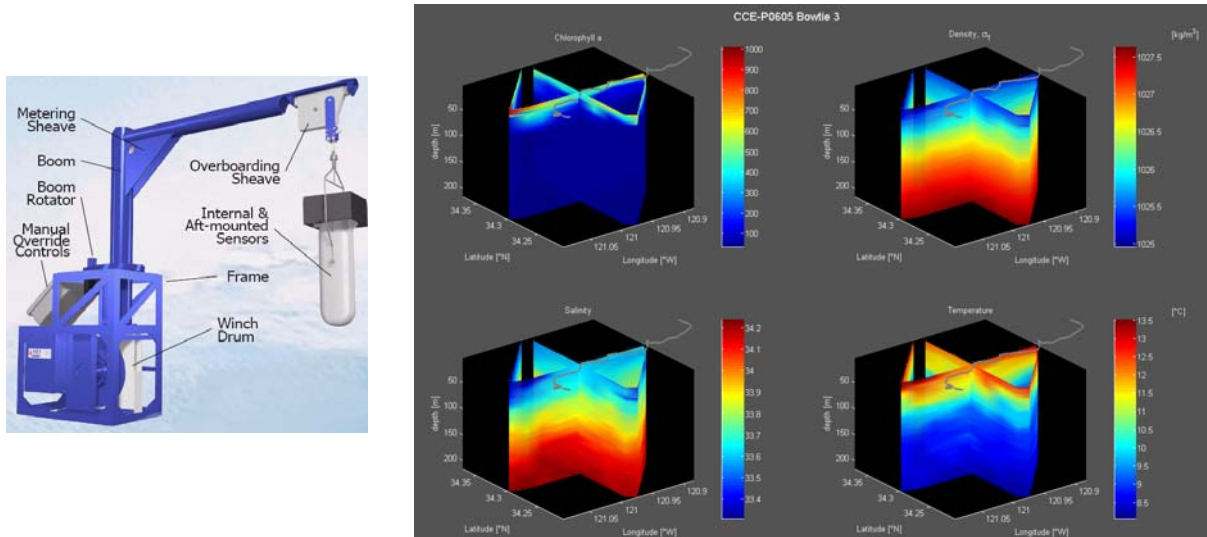 Metering
Sheave
Boom
Boom
Rotator
Manual
Override
Controls
Overboarding
Sheave
Internal &
Aft-mounted
Sensors
Frame
Winch
Drum
CCE-P0605 Bowtie 3
Chlorophyll a
depth [m]
50
100
150
200
34.35
34.3
34.25
121.05
121
120.95
120.9
Latitude [°N]
Longitude [°W]
1000
900
800
700
600
500
400
300
200
100
Density, σt
[kg/m³]
depth [m]
50
100
150
200
34.35
34.3
34.25
121.05
121
120.95
120.9
Latitude [°N]
Longitude [°W]
1027.5
1027
1026.5
1026
1025.5
1025
Salinity
depth [m]
50
100
150
200
34.35
34.3
34.25
121.05
121
120.95
120.9
Latitude [°N]
Longitude [°W]
34.2
34.1
34
33.9
33.8
33.7
33.6
33.5
33.4
Temperature
[°C]
depth [m]
50
100
150
200
34.35
34.3
34.25
121.05
121
120.95
120.9
Latitude [°N]
Longitude [°W]
13.5
13
12.5
12
11.5
11
10.5
10
9.5
9
8.5